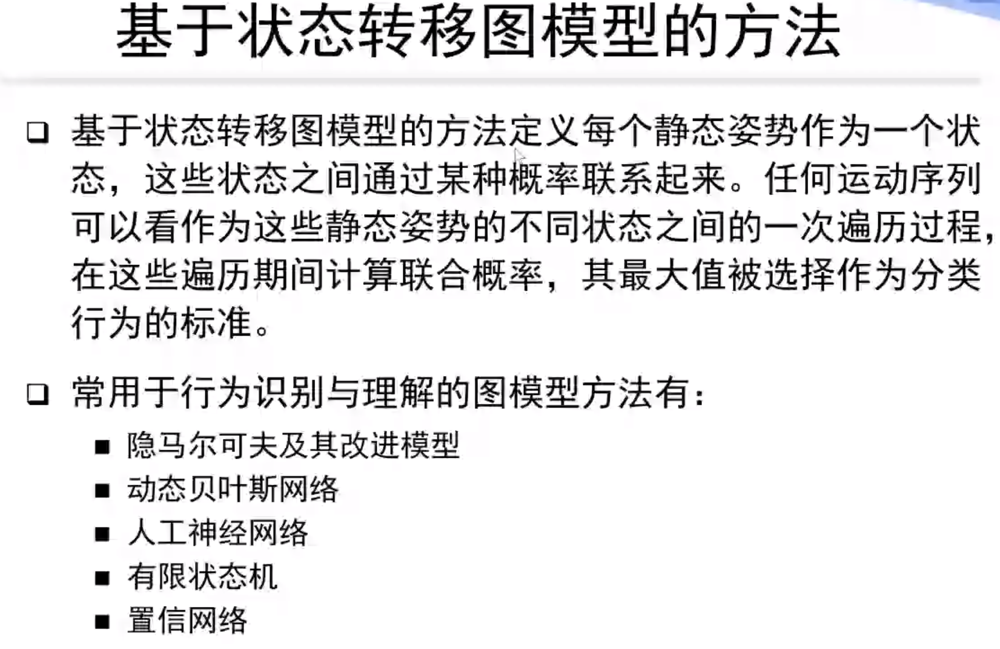 基于状态转移图模型的方法
❑ 基于状态转移图模型的方法定义每个静态姿势作为一个状
态，这些状态之间通过某种概率联系起来。任何运动序列
可以看作为这些静态姿势的不同状态之间的一次遍历过程，
在这些遍历期间计算联合概率，其最大值被选择作为分类
行为的标准。
❑ 常用于行为识别与理解的图模型方法有：
■ 隐马尔可夫及其改进模型
■ 动态贝叶斯网络
■ 人工神经网络
■ 有限状态机
■ 置信网络